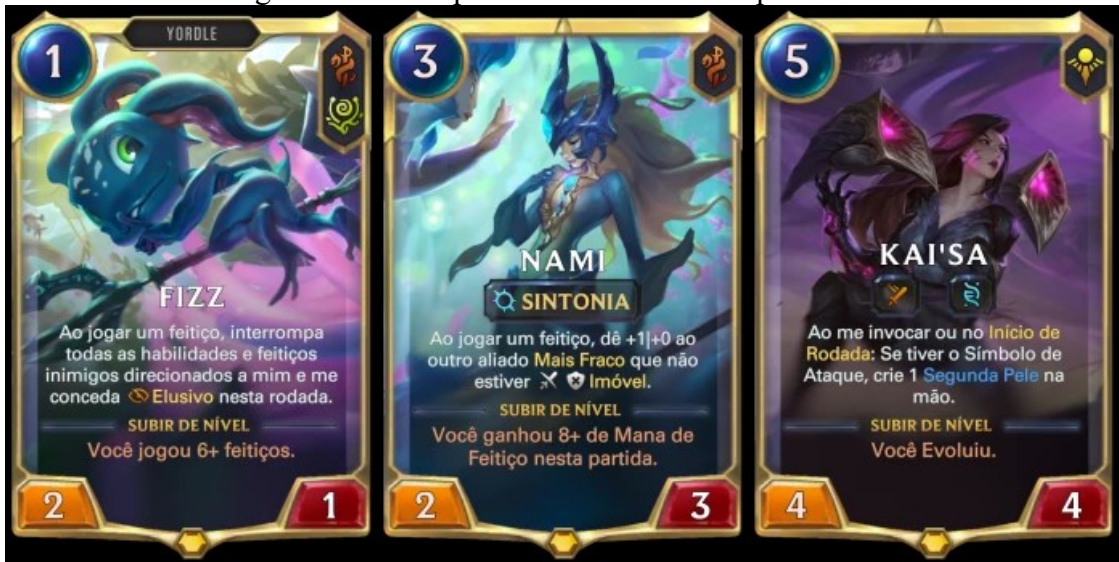 1
YORDLE
FIZZ
Ao jogar um feitiço, interrompa
todas as habilidades e feitiços
inimigos direcionados a mim e me
conceda Elusivo nesta rodada.
SUBIR DE NÍVEL
Você jogou 6+ feitiços.
2
1
3
NAMI
SINTONIA
Ao jogar um feitiço, dê +1|+0 ao
outro aliado Mais Fraco que não
estiver Imóvel.
SUBIR DE NÍVEL
Você ganhou 8+ de Mana de
Feitiço nesta partida.
2
3
5
KAI'SA
Ao me invocar ou no Início de
Rodada: Se tiver o Símbolo de
Ataque, crie 1 Segunda Pele na
mão.
SUBIR DE NÍVEL
Você Evoluiu.
4
4